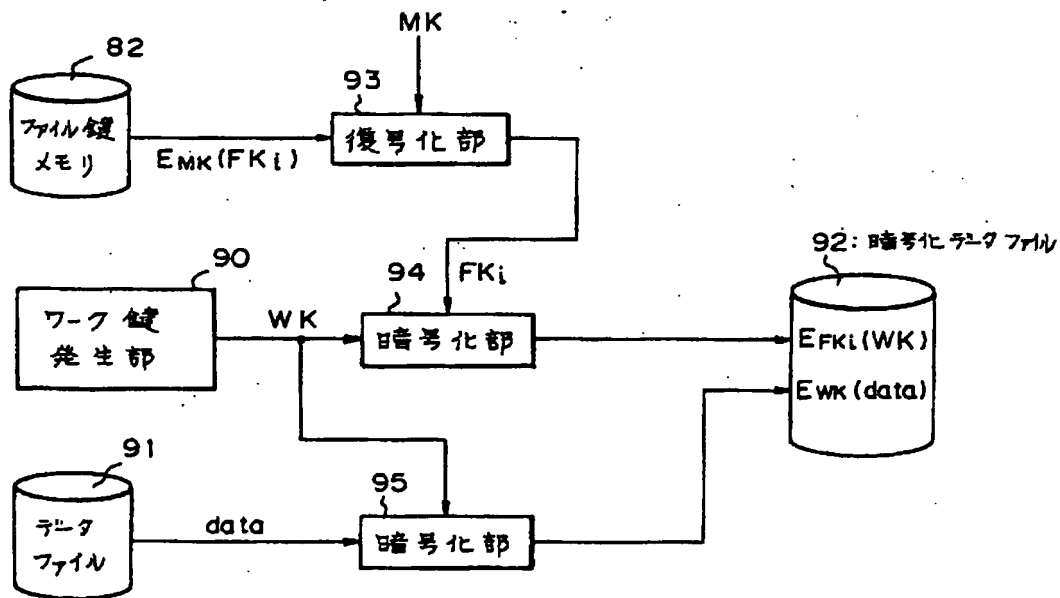 MK
82
ファイル鍵
メモリ
EMK(FKi)
93
復号化部
90
ワーク鍵
発生部
WK
94
FKi
暗号化部
92: 暗号化データファイル
EFKi(WK)
EWK(data)
91
データ
ファイル
data
95
暗号化部